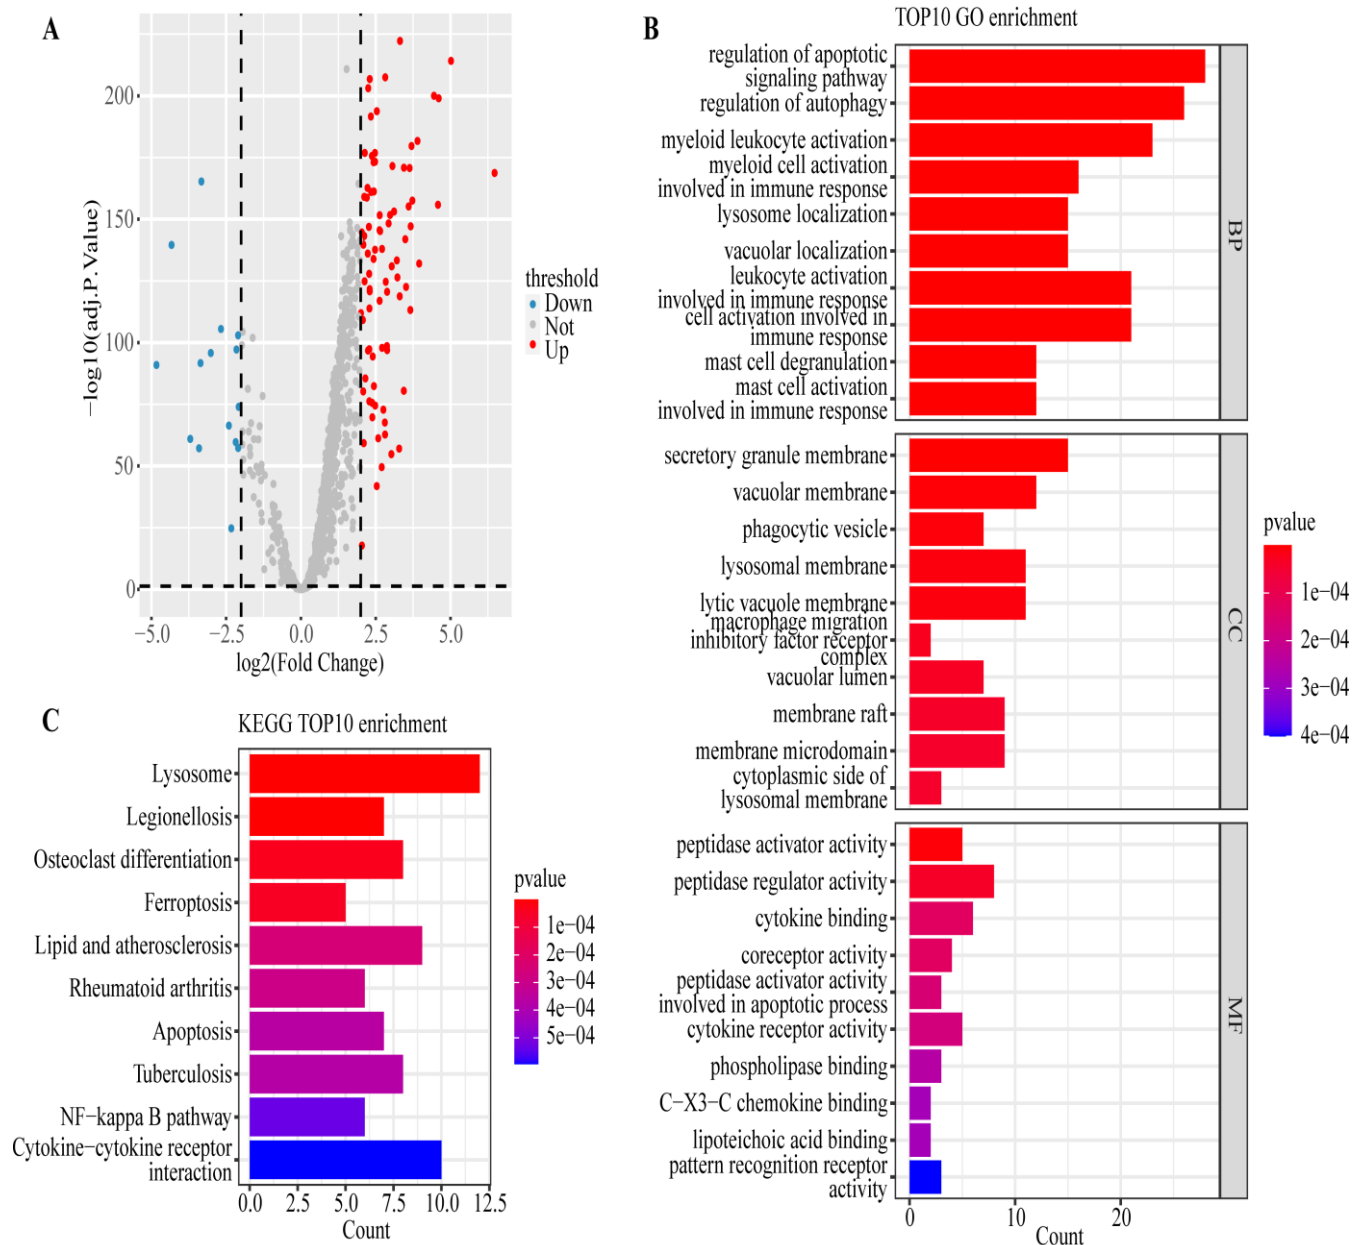 A
200
150
100
50
0
−log10(adj.P.Value)
−5.0
−2.5
0.0
2.5
5.0
log2(Fold Change)
threshold
Down
Not
Up
B
TOP10 GO enrichment
regulation of apoptotic
signaling pathway
regulation of autophagy
myeloid leukocyte activation
myeloid cell activation
involved in immune response
lysosome localization
vacuolar localization
leukocyte activation
involved in immune response
cell activation involved in
immune response
mast cell degranulation
mast cell activation
involved in immune response
BP
secretory granule membrane
vacuolar membrane
phagocytic vesicle
lysosomal membrane
lytic vacuole membrane
macrophage migration
inhibitory factor receptor
complex
vacuolar lumen
membrane raft
membrane microdomain
cytoplasmic side of
lysosomal membrane
CC
peptidase activator activity
peptidase regulator activity
cytokine binding
coreceptor activity
peptidase activator activity
involved in apoptotic process
cytokine receptor activity
phospholipase binding
C−X3−C chemokine binding
lipoteichoic acid binding
pattern recognition receptor
activity
MF
0
10
20
Count
pvalue
1e−04
2e−04
3e−04
4e−04
C
KEGG TOP10 enrichment
Lysosome
Legionellosis
Osteoclast differentiation
Ferroptosis
Lipid and atherosclerosis
Rheumatoid arthritis
Apoptosis
Tuberculosis
NF−kappa B pathway
Cytokine−cytokine receptor
interaction
0.0
2.5
5.0
7.5
10.0
12.5
Count
pvalue
1e−04
2e−04
3e−04
4e−04
5e−04